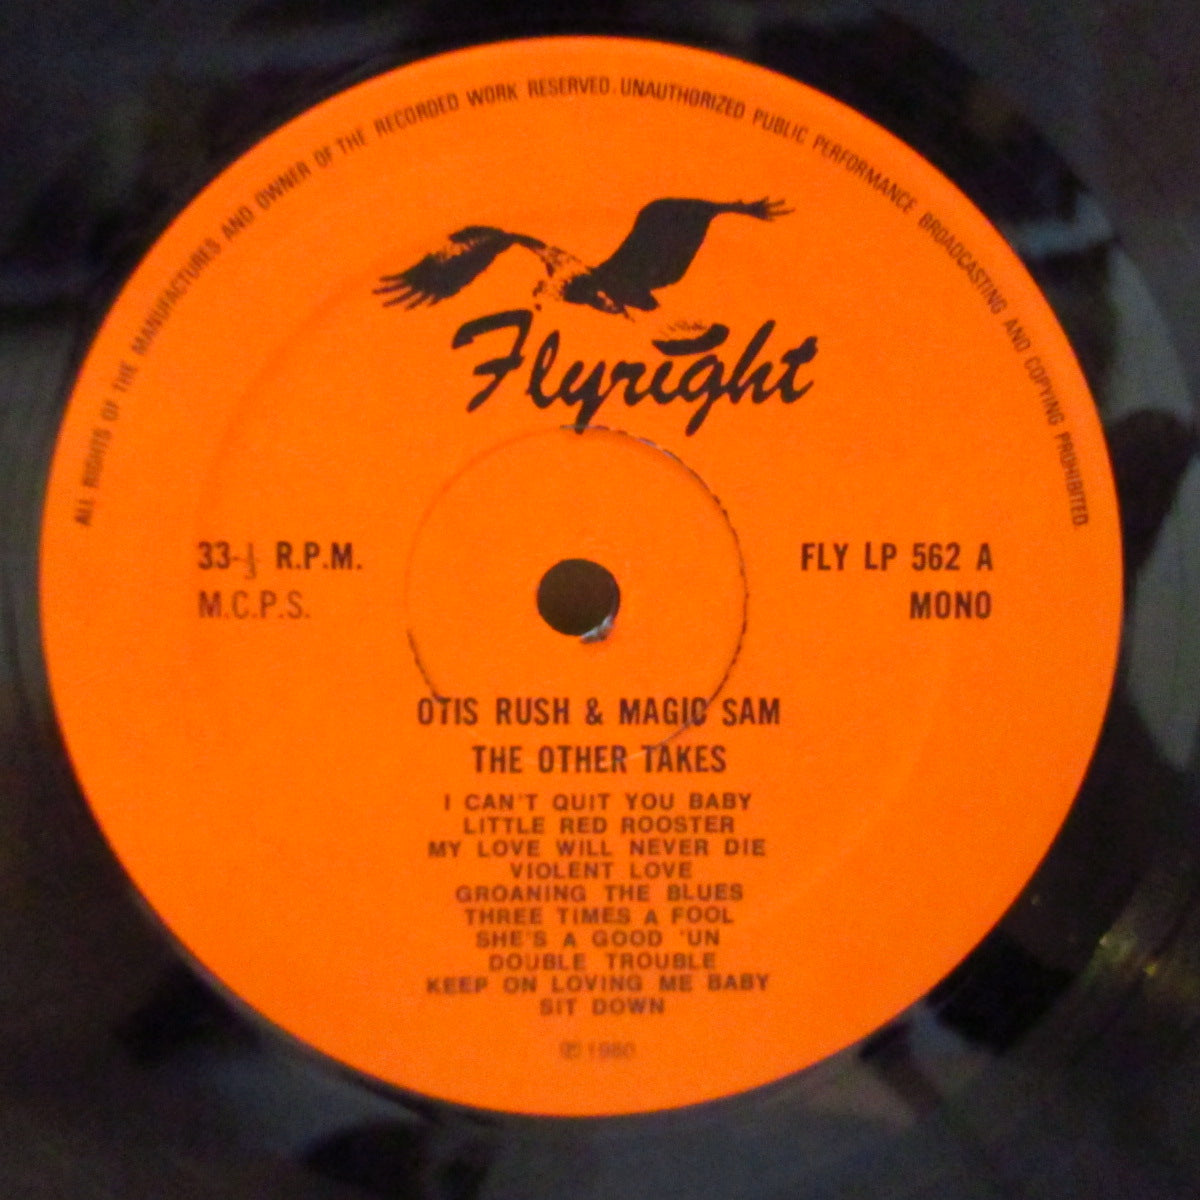 ALL RIGHTS OF THE MANUFACTURES AND OWNER OF THE RECORDED WORK RESERVED. UNAUTHORIZED PUBLIC PERFORMANCE BROADCASTING AND COPYING PROHIBITED.
Flyright
33-⅓ R.P.M.
M.C.P.S.
FLY LP 562 A
MONO
OTIS RUSH & MAGIC SAM
THE OTHER TAKES
I CAN'T QUIT YOU BABY
LITTLE RED ROOSTER
MY LOVE WILL NEVER DIE
VIOLENT LOVE
GROANING THE BLUES
THREE TIMES A FOOL
SHE'S A GOOD 'UN
DOUBLE TROUBLE
KEEP ON LOVING ME BABY
SIT DOWN
℗ 1980